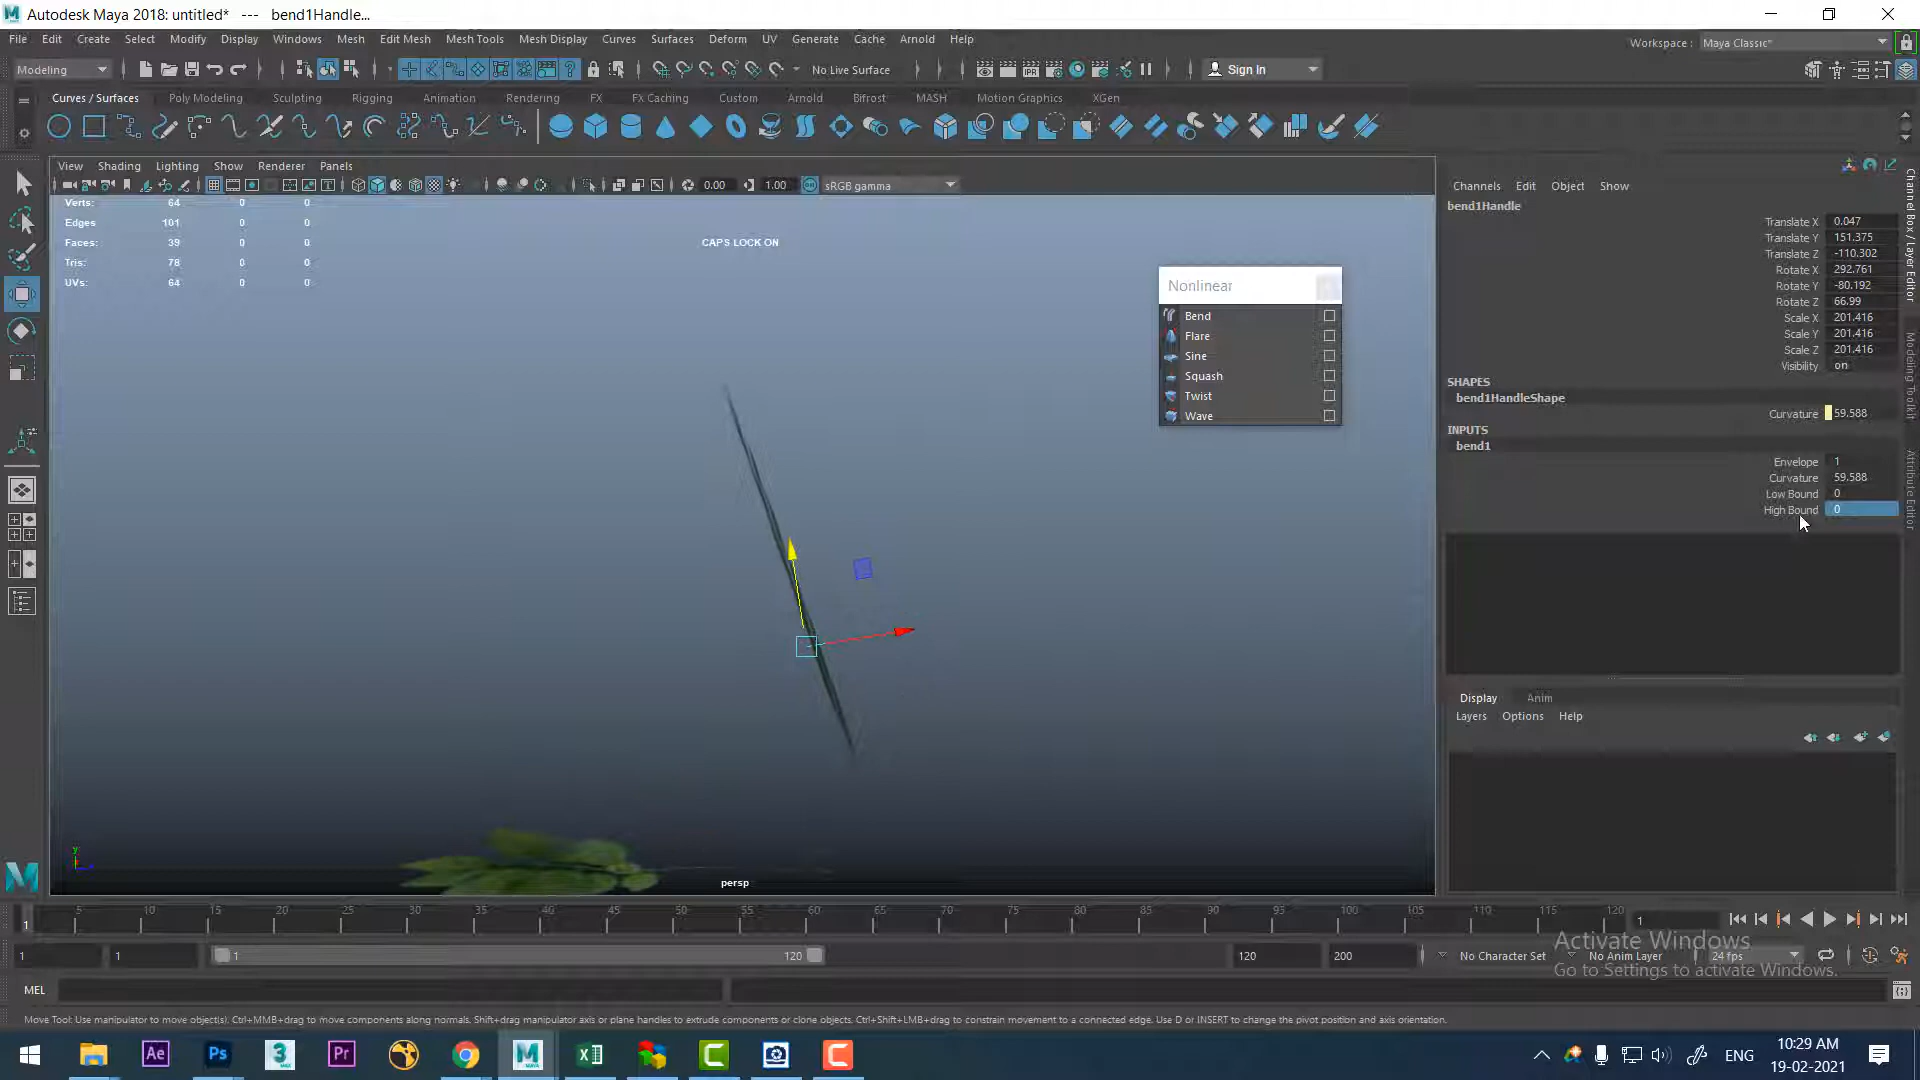 Autodesk Maya 2018: untitled*   ---   bend1Handle...
File Edit Create Select Modify Display Windows Mesh Edit Mesh Mesh Tools Mesh Display Curves Surfaces Deform UV Generate Cache Arnold Help
Workspace : Maya Classic*
Modeling No Live Surface Sign In
Curves / Surfaces Poly Modeling Sculpting Rigging Animation Rendering FX FX Caching Custom Arnold Bifrost MASH Motion Graphics XGen
View Shading Lighting Show Renderer Panels
0.00 1.00 sRGB gamma
Verts: 64 0 0
Edges 101 0 0
Faces: 39 0 0
Tris: 78 0 0
UVs: 64 0 0
CAPS LOCK ON
Nonlinear
Bend
Flare
Sine
Squash
Twist
Wave
persp
Channels Edit Object Show
bend1Handle
Translate X 0.047
Translate Y 151.375
Translate Z -110.302
Rotate X 292.761
Rotate Y -80.192
Rotate Z 66.99
Scale X 201.416
Scale Y 201.416
Scale Z 201.416
Visibility on
SHAPES
bend1HandleShape
Curvature 59.588
INPUTS
bend1
Envelope 1
Curvature 59.588
Low Bound 0
High Bound 0
Display Anim
Layers Options Help
Channel Box / Layer Editor
Modeling Toolkit
Attribute Editor
5 10 15 20 25 30 35 40 45 50 55 60 65 70 75 80 85 90 95 100 105 110 115 120
1 1
1 1 1 120 120 200 No Character Set No Anim Layer 24 fps
Activate Windows
Go to Settings to activate Windows.
MEL
Move Tool: Use manipulator to move object(s). Ctrl+MMB+drag to move components along normals. Shift+drag manipulator axis or plane handles to extrude components or clone objects. Ctrl+Shift+LMB+drag to constrain movement to a connected edge. Use D or INSERT to change the pivot position and axis orientation.
Ae Ps 3 Pr
ENG
10:29 AM
19-02-2021